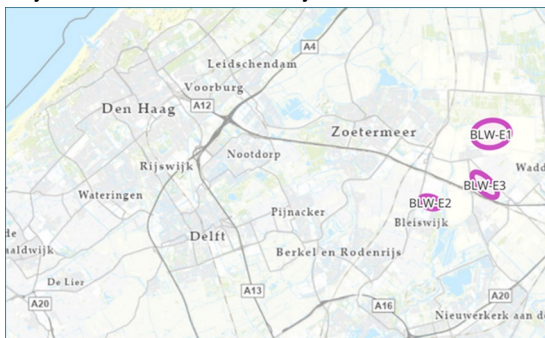 A4
Leidschendam
Voorburg
Den Haag
A12
Zoetermeer
BLW-E1
Rijswijk
Nootdorp
Wadd
BLW-E3
Wateringen
Pijnacker
BLW-E2
Bleiswijk
de
Delft
aaldwijk
Berkel en Rodenrijs
De Lier
A13
A20
A16
A20
Nieuwerkerk aan de